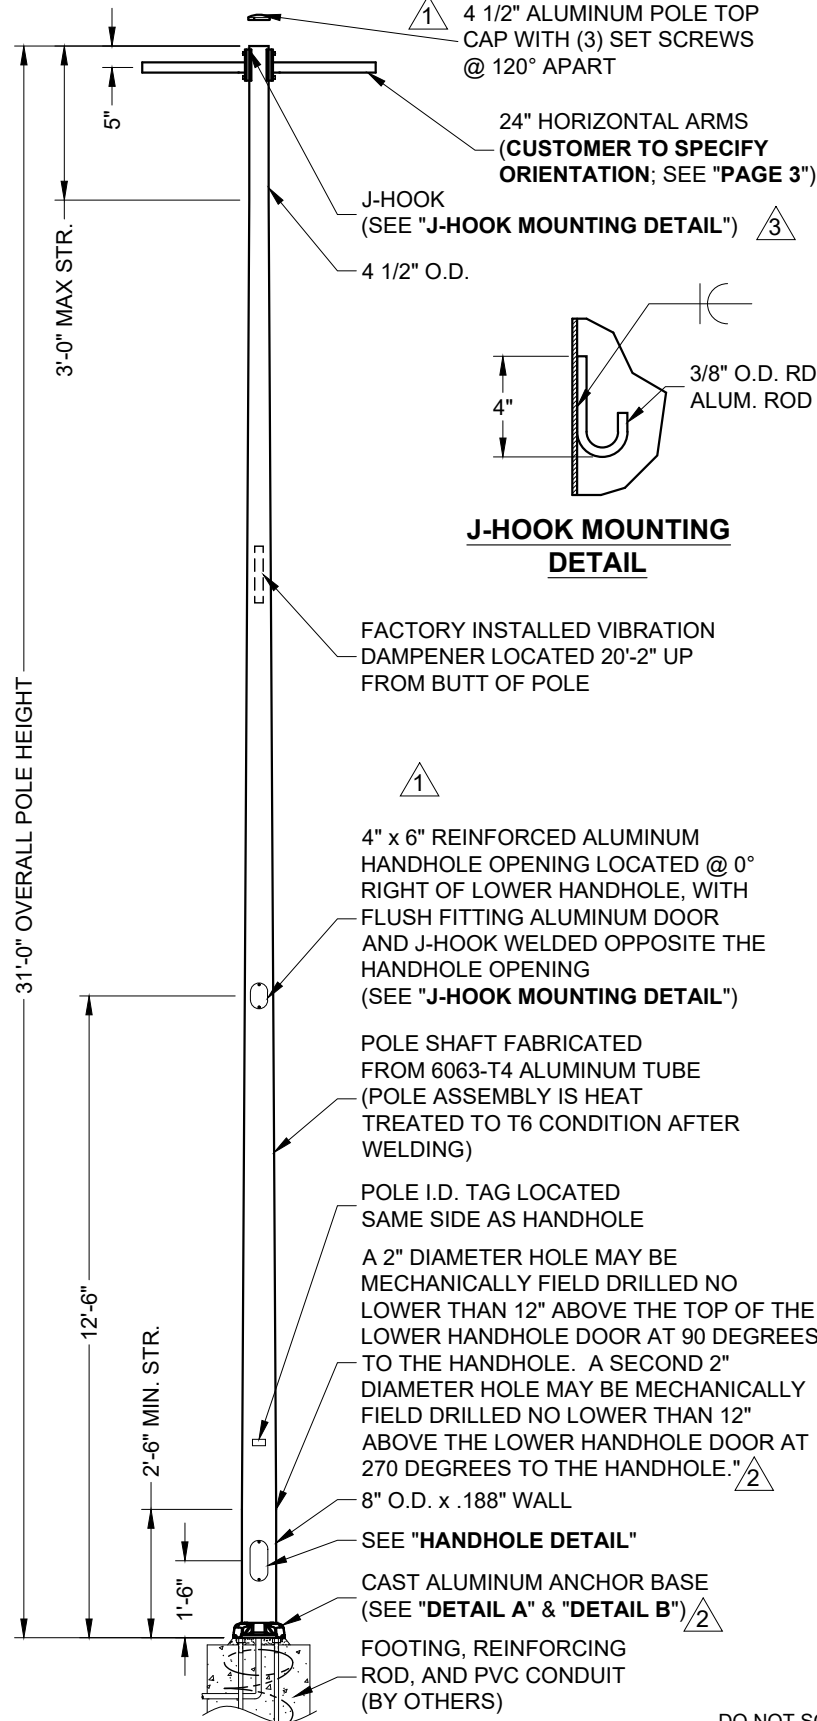 1
4 1/2" ALUMINUM POLE TOP
CAP WITH (3) SET SCREWS
@ 120° APART
5"
24" HORIZONTAL ARMS
(CUSTOMER TO SPECIFY
ORIENTATION; SEE "PAGE 3")
J-HOOK
(SEE "J-HOOK MOUNTING DETAIL")
3
3'-0" MAX STR.
4 1/2" O.D.
4"
3/8" O.D. RD
ALUM. ROD
J-HOOK MOUNTING
DETAIL
FACTORY INSTALLED VIBRATION
DAMPENER LOCATED 20'-2" UP
FROM BUTT OF POLE
31'-0" OVERALL POLE HEIGHT
1
4" x 6" REINFORCED ALUMINUM
HANDHOLE OPENING LOCATED @ 0°
RIGHT OF LOWER HANDHOLE, WITH
FLUSH FITTING ALUMINUM DOOR
AND J-HOOK WELDED OPPOSITE THE
HANDHOLE OPENING
(SEE "J-HOOK MOUNTING DETAIL")
POLE SHAFT FABRICATED
FROM 6063-T4 ALUMINUM TUBE
(POLE ASSEMBLY IS HEAT
TREATED TO T6 CONDITION AFTER
WELDING)
POLE I.D. TAG LOCATED
SAME SIDE AS HANDHOLE
12'-6"
2'-6" MIN. STR.
A 2" DIAMETER HOLE MAY BE
MECHANICALLY FIELD DRILLED NO
LOWER THAN 12" ABOVE THE TOP OF THE
LOWER HANDHOLE DOOR AT 90 DEGREES
TO THE HANDHOLE. A SECOND 2"
DIAMETER HOLE MAY BE MECHANICALLY
FIELD DRILLED NO LOWER THAN 12"
ABOVE THE LOWER HANDHOLE DOOR AT
270 DEGREES TO THE HANDHOLE."
2
8" O.D. x .188" WALL
SEE "HANDHOLE DETAIL"
1'-6"
CAST ALUMINUM ANCHOR BASE
(SEE "DETAIL A" & "DETAIL B")
2
FOOTING, REINFORCING
ROD, AND PVC CONDUIT
(BY OTHERS)
DO NOT